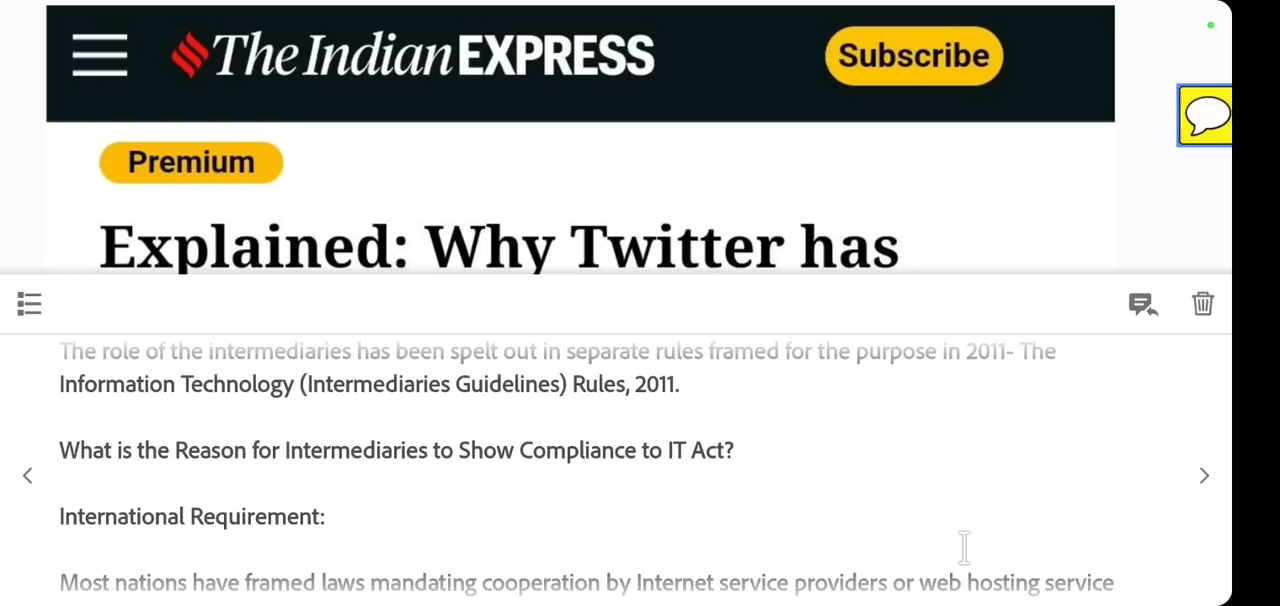 The Indian EXPRESS
Subscribe
Premium
Explained: Why Twitter has
The role of the intermediaries has been spelt out in separate rules framed for the purpose in 2011- The
Information Technology (Intermediaries Guidelines) Rules, 2011.
What is the Reason for Intermediaries to Show Compliance to IT Act?
International Requirement:
Most nations have framed laws mandating cooperation by Internet service providers or web hosting service